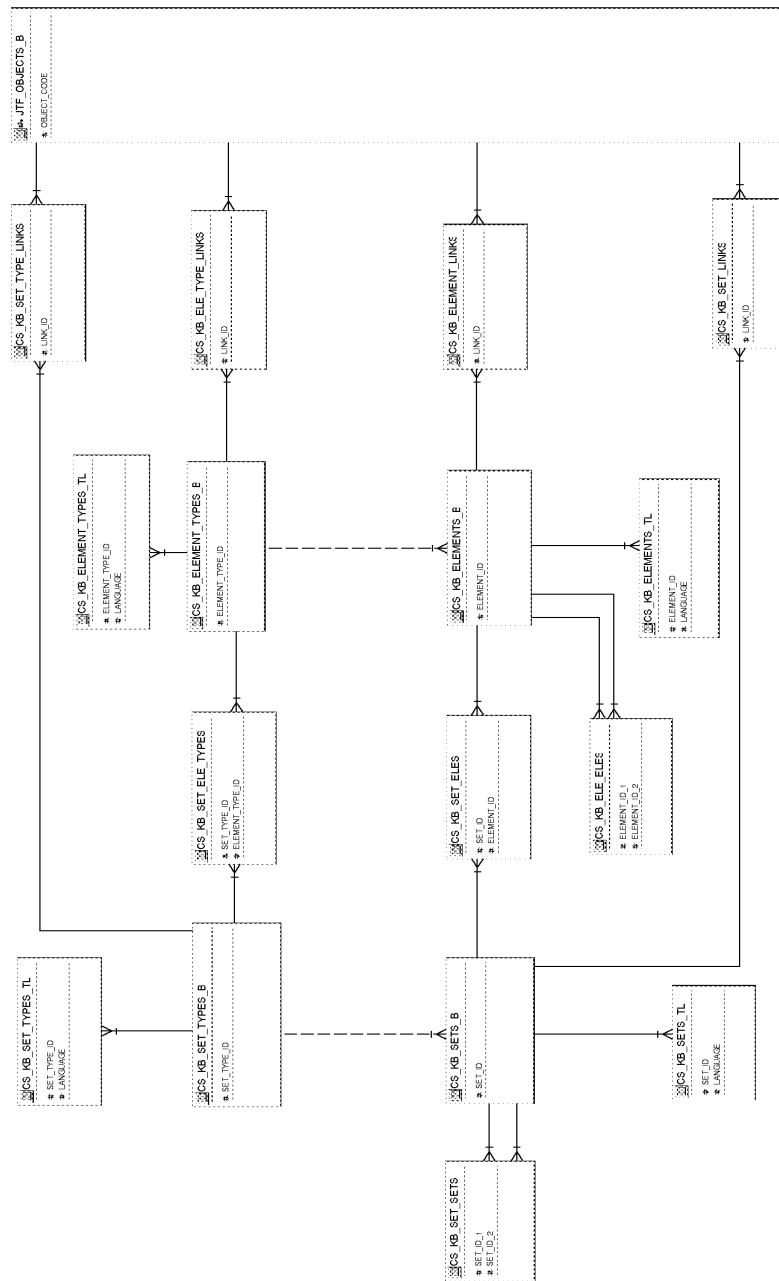 JTF_OBJECTS_B
# OBJECT_CODE
CS_KB_SET_TYPE_LINKS
# LINK_ID
CS_KB_ELE_TYPE_LINKS
# LINK_ID
CS_KB_ELEMENT_LINKS
# LINK_ID
CS_KB_SET_LINKS
# LINK_ID
CS_KB_ELEMENT_TYPES_TL
# ELEMENT_TYPE_ID
# LANGUAGE
CS_KB_ELEMENT_TYPES_B
# ELEMENT_TYPE_ID
CS_KB_ELEMENTS_B
# ELEMENT_ID
CS_KB_ELEMENTS_TL
# ELEMENT_ID
# LANGUAGE
CS_KB_SET_ELE_TYPES
# SET_TYPE_ID
# ELEMENT_TYPE_ID
CS_KB_SET_ELES
# SET_ID
# ELEMENT_ID
CS_KB_ELE_ELES
# ELEMENT_ID_1
# ELEMENT_ID_2
CS_KB_SET_TYPES_TL
# SET_TYPE_ID
# LANGUAGE
CS_KB_SET_TYPES_B
# SET_TYPE_ID
CS_KB_SETS_B
# SET_ID
CS_KB_SETS_TL
# SET_ID
# LANGUAGE
CS_KB_SET_SETS
# SET_ID_1
# SET_ID_2